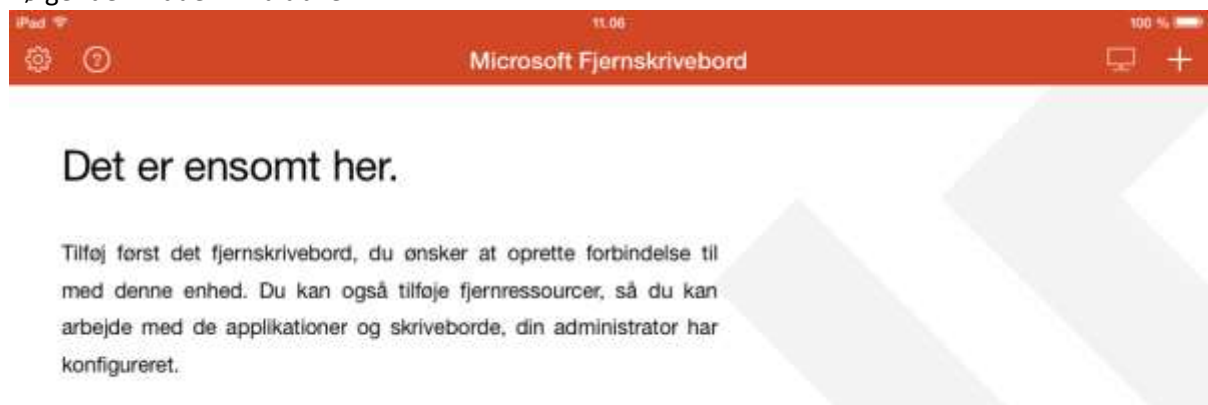 iPad 11.06 100 %
Microsoft Fjernskrivebord
Det er ensomt her.
Tilføj først det fjernskrivebord, du ønsker at oprette forbindelse til
med denne enhed. Du kan også tilføje fjernressourcer, så du kan
arbejde med de applikationer og skriveborde, din administrator har
konfigureret.